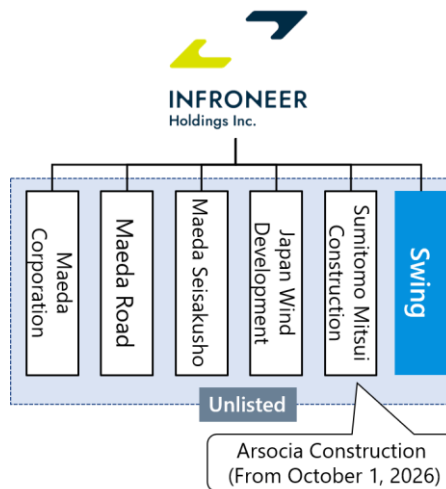 INFRONEER
Holdings Inc.
Maeda
Corporation
Maeda Road
Maeda Seisakusho
Japan Wind
Development
Sumitomo Mitsui
Construction
Swing
Unlisted
Arsocia Construction
(From October 1, 2026)